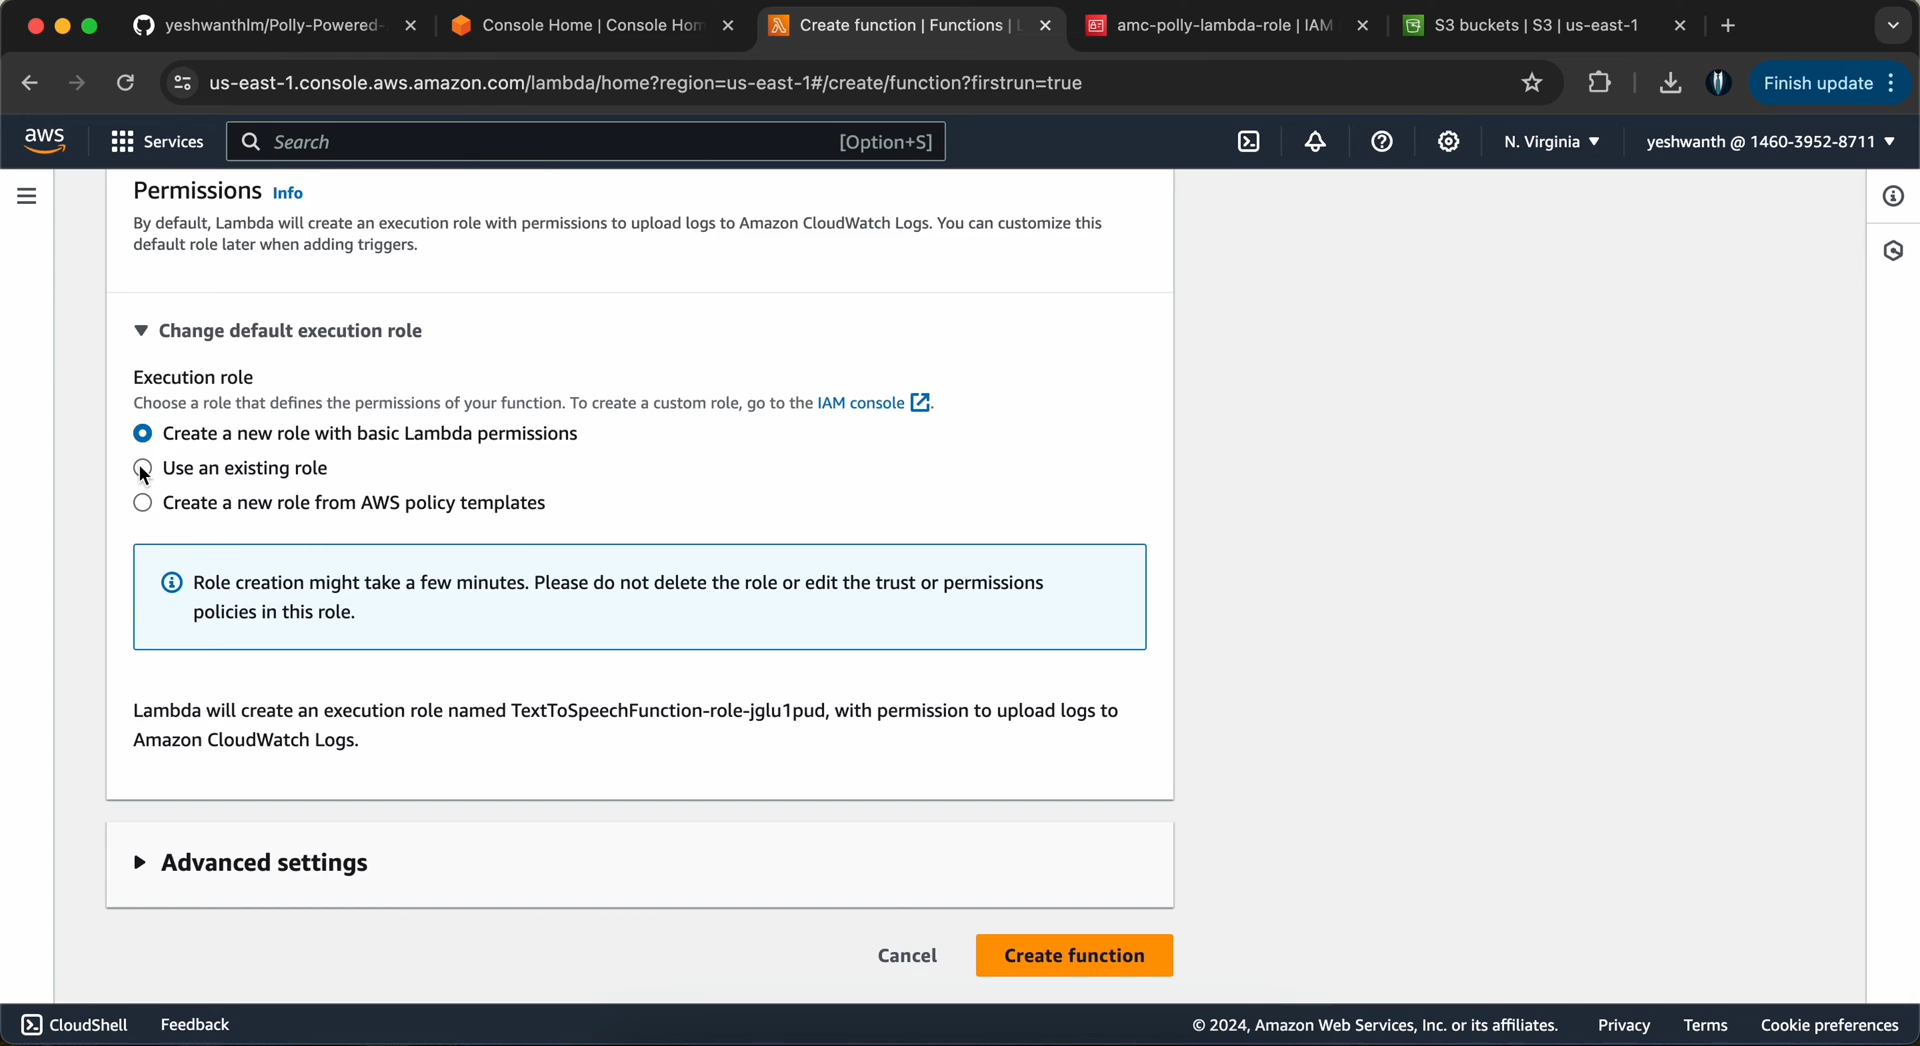 yeshwanthlm/Polly-Powered-
Console Home | Console Hom
Create function | Functions | L
amc-polly-lambda-role | IAM
S3 buckets | S3 | us-east-1
us-east-1.console.aws.amazon.com/lambda/home?region=us-east-1#/create/function?firstrun=true
Finish update
aws
Services
Search
[Option+S]
N. Virginia
yeshwanth @ 1460-3952-8711
Permissions Info
By default, Lambda will create an execution role with permissions to upload logs to Amazon CloudWatch Logs. You can customize this
default role later when adding triggers.
Change default execution role
Execution role
Choose a role that defines the permissions of your function. To create a custom role, go to the IAM console.
Create a new role with basic Lambda permissions
Use an existing role
Create a new role from AWS policy templates
Role creation might take a few minutes. Please do not delete the role or edit the trust or permissions
policies in this role.
Lambda will create an execution role named TextToSpeechFunction-role-jglu1pud, with permission to upload logs to
Amazon CloudWatch Logs.
Advanced settings
Cancel
Create function
CloudShell
Feedback
© 2024, Amazon Web Services, Inc. or its affiliates.
Privacy
Terms
Cookie preferences